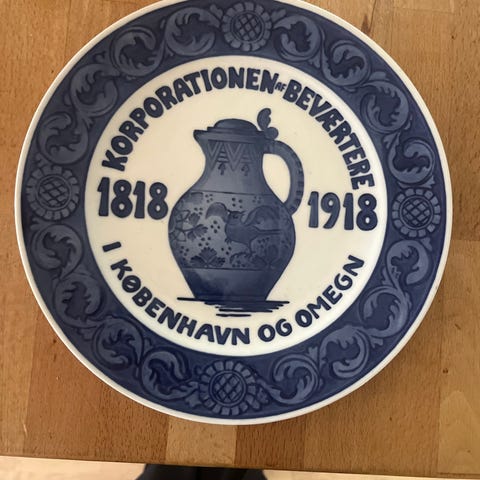 KORPORATIONEN AF BEVÆRTERE
1818 1918
I KØBENHAVN OG OMEGN